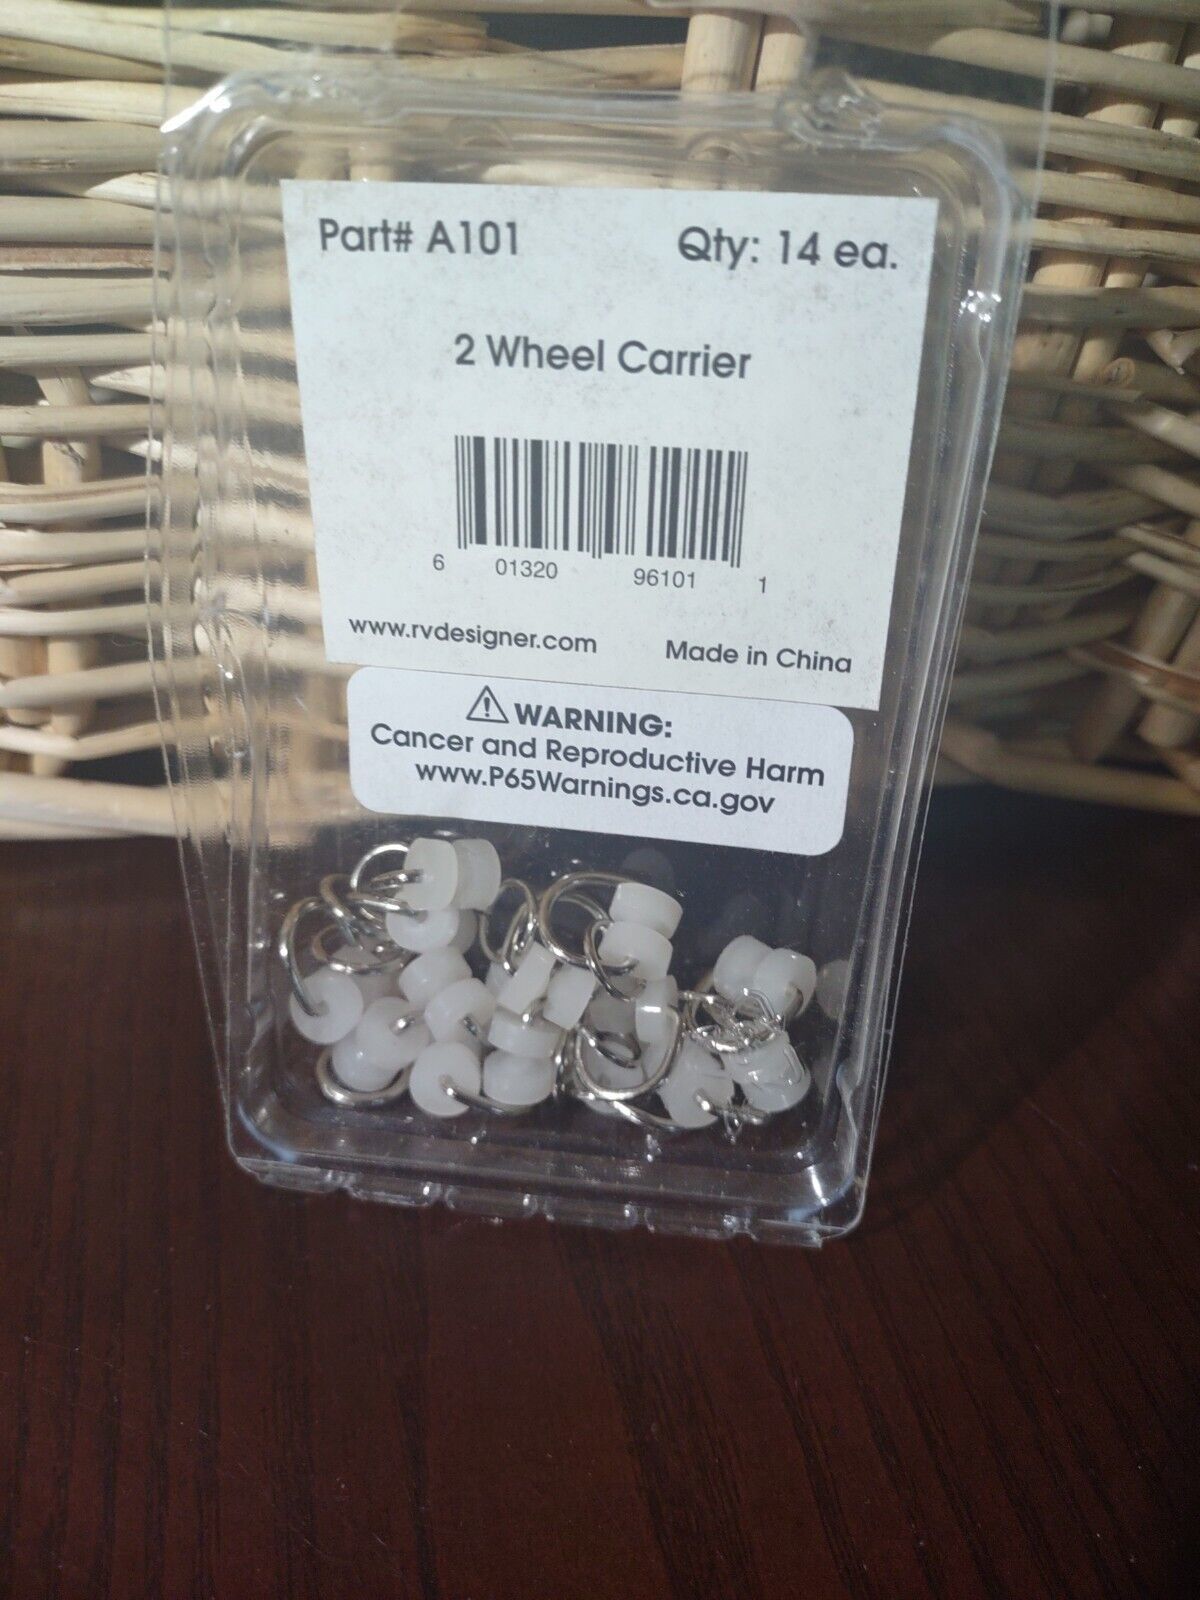 Part# A101 Qty: 14 ea.
2 Wheel Carrier
6 01320 96101 1
www.rvdesigner.com Made in China
⚠ WARNING:
Cancer and Reproductive Harm
www.P65Warnings.ca.gov